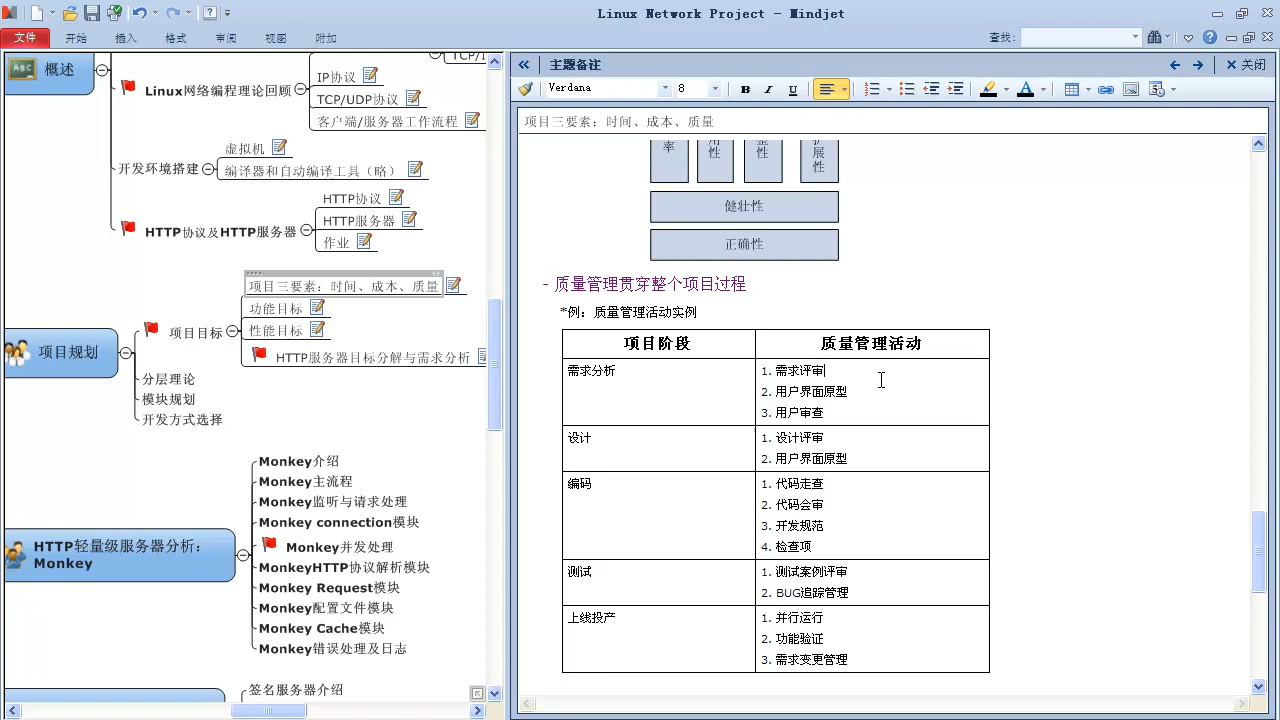 Linux Network Project - Mindjet
文件 开始 插入 格式 审阅 视图 附加 查找:
概述
Linux网络编程理论回顾
IP协议
TCP/UDP协议
客户端/服务器工作流程
开发环境搭建
虚拟机
编译器和自动编译工具（略）
HTTP协议及HTTP服务器
HTTP协议
HTTP服务器
作业
项目规划
项目目标
项目三要素：时间、成本、质量
功能目标
性能目标
HTTP服务器目标分解与需求分析
分层理论
模块规划
开发方式选择
HTTP轻量级服务器分析：
Monkey
Monkey介绍
Monkey主流程
Monkey监听与请求处理
Monkey connection模块
Monkey并发处理
MonkeyHTTP协议解析模块
Monkey Request模块
Monkey配置文件模块
Monkey Cache模块
Monkey错误处理及日志
签名服务器介绍
主题备注 关闭
Verdana 8
项目三要素：时间、成本、质量
率 性 性 展性
健壮性
正确性
- 质量管理贯穿整个项目过程
*例：质量管理活动实例
项目阶段 质量管理活动
需求分析 1. 需求评审
2. 用户界面原型
3. 用户审查
设计 1. 设计评审
2. 用户界面原型
编码 1. 代码走查
2. 代码会审
3. 开发规范
4. 检查项
测试 1. 测试案例评审
2. BUG追踪管理
上线投产 1. 并行运行
2. 功能验证
3. 需求变更管理